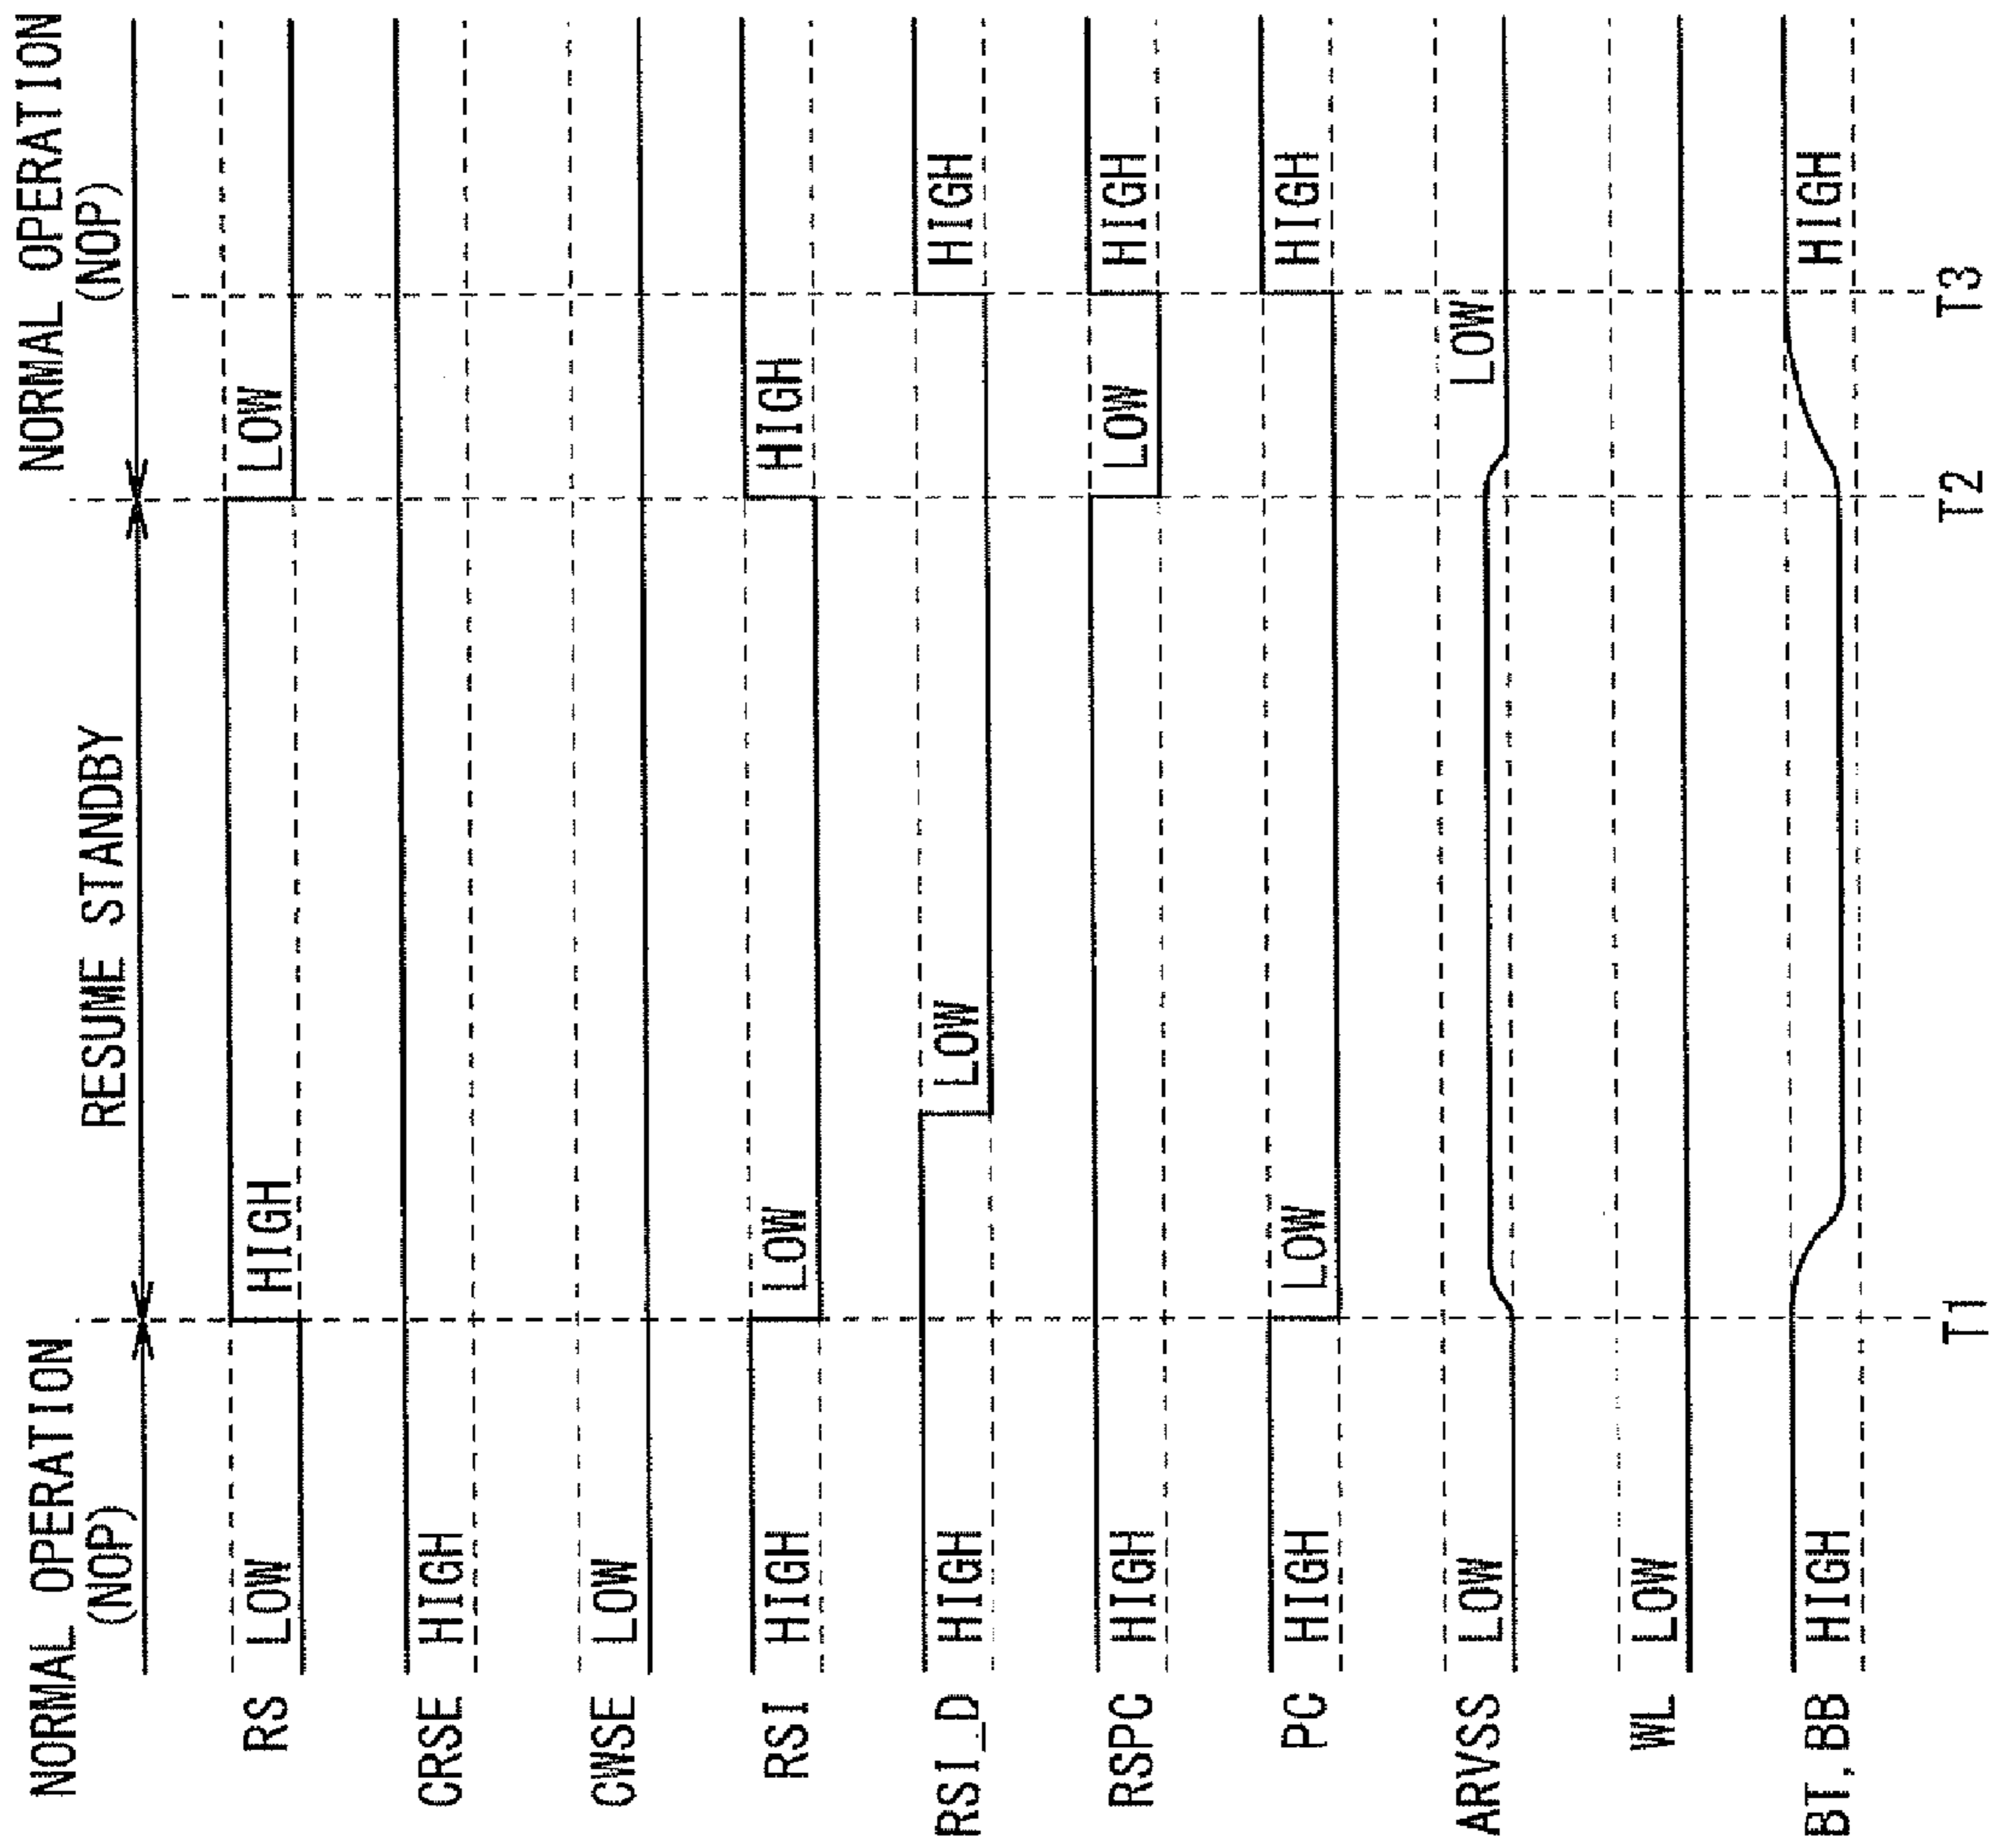 NORMAL OPERATION
(NOP)
RESUME STANDBY
NORMAL OPERATION
(NOP)
RS LOW HIGH LOW
CRSE HIGH
CWSE LOW
RSI HIGH LOW HIGH
RSI_D HIGH LOW HIGH
RSPC HIGH LOW HIGH
PC HIGH LOW HIGH
ARVSS LOW LOW
WL LOW
BT,BB HIGH HIGH
T1 T2 T3